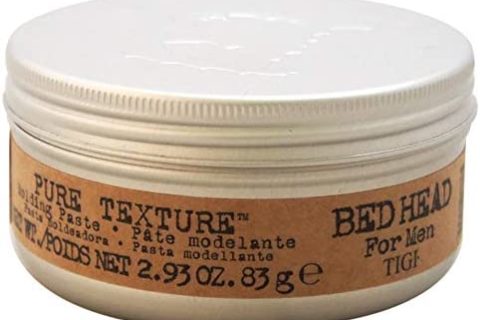 PURE TEXTURE™
Molding Paste • Pâte modelante
Pasta Moldeadora • Pasta modellante
NET WT./POIDS NET 2.93 OZ. 83 g ℮
BED HEAD
For Men
TIGI